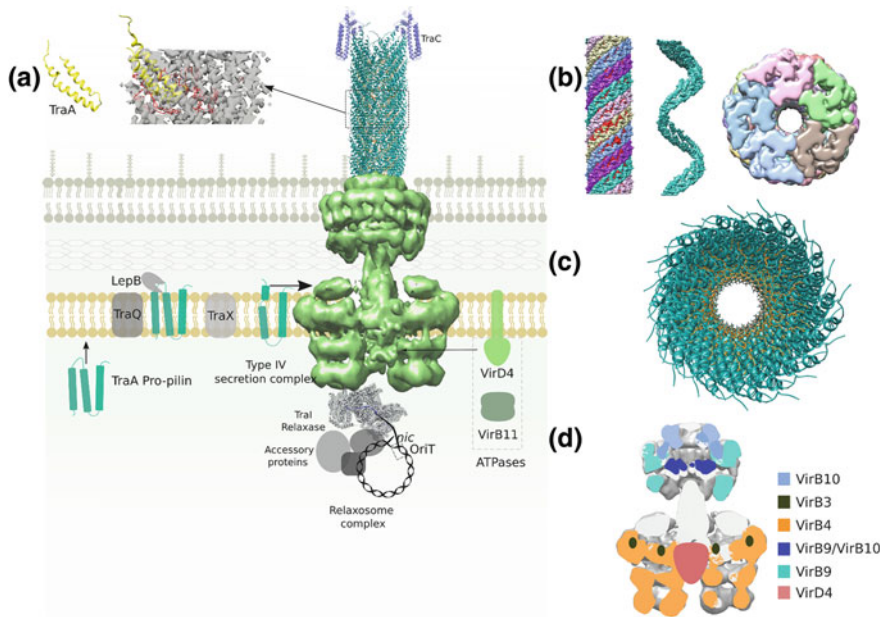 (a)
TraA
TraC
LepB
TraQ
TraX
TraA Pro-pilin
Type IV
secretion complex
VirD4
VirB11
ATPases
TraI
Relaxase
nic
OriT
Accessory
proteins
Relaxosome
complex
(b)
(c)
(d)
VirB10
VirB3
VirB4
VirB9/VirB10
VirB9
VirD4